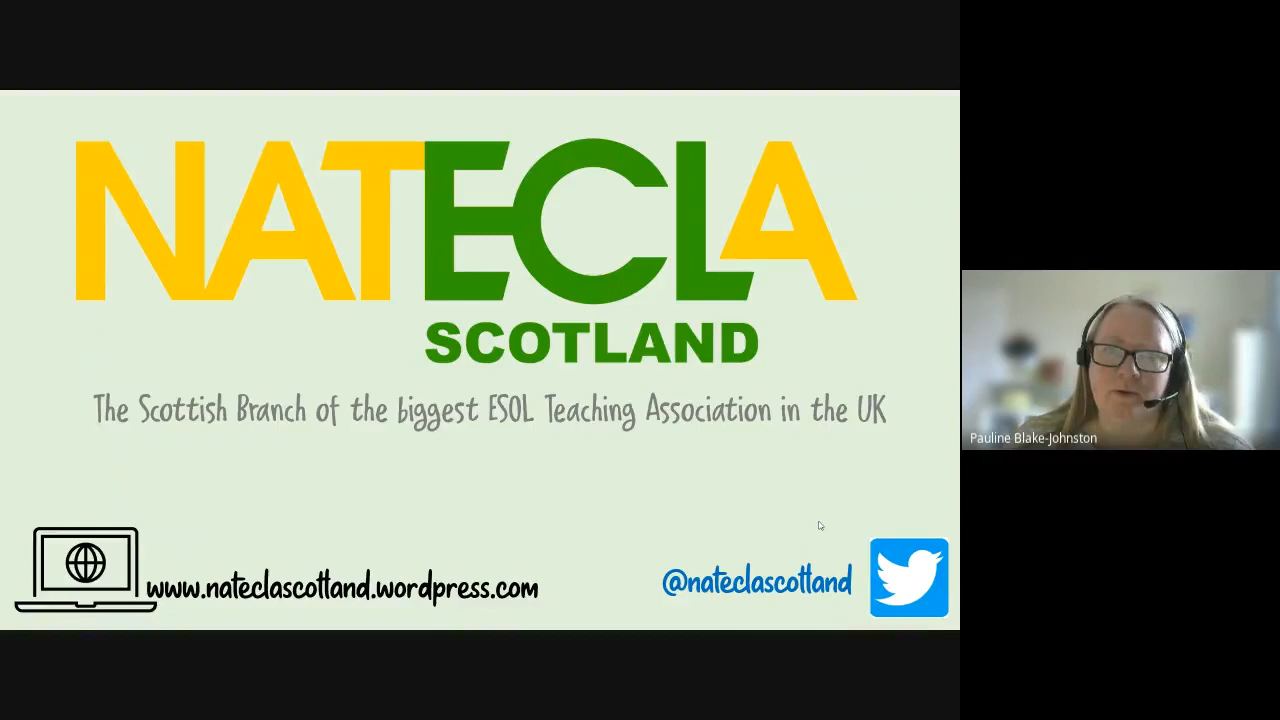 NATECLA
SCOTLAND
The Scottish Branch of the biggest ESOL Teaching Association in the UK
www.nateclascotland.wordpress.com
@nateclascotland
Pauline Blake-Johnston